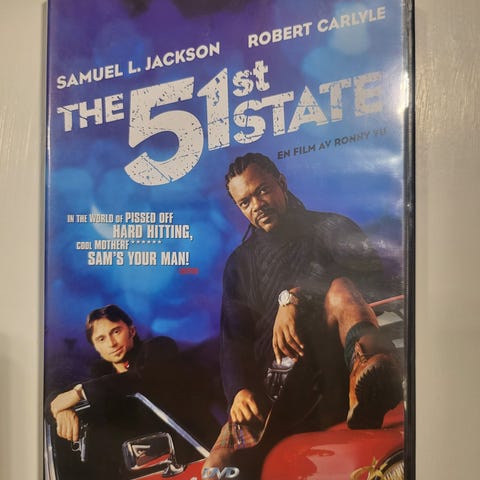 SAMUEL L. JACKSON
ROBERT CARLYLE
THE 51st STATE
EN FILM AV RONNY YU
IN THE WORLD OF PISSED OFF
HARD HITTING,
COOL MOTHERF******
SAM'S YOUR MAN!
DVD